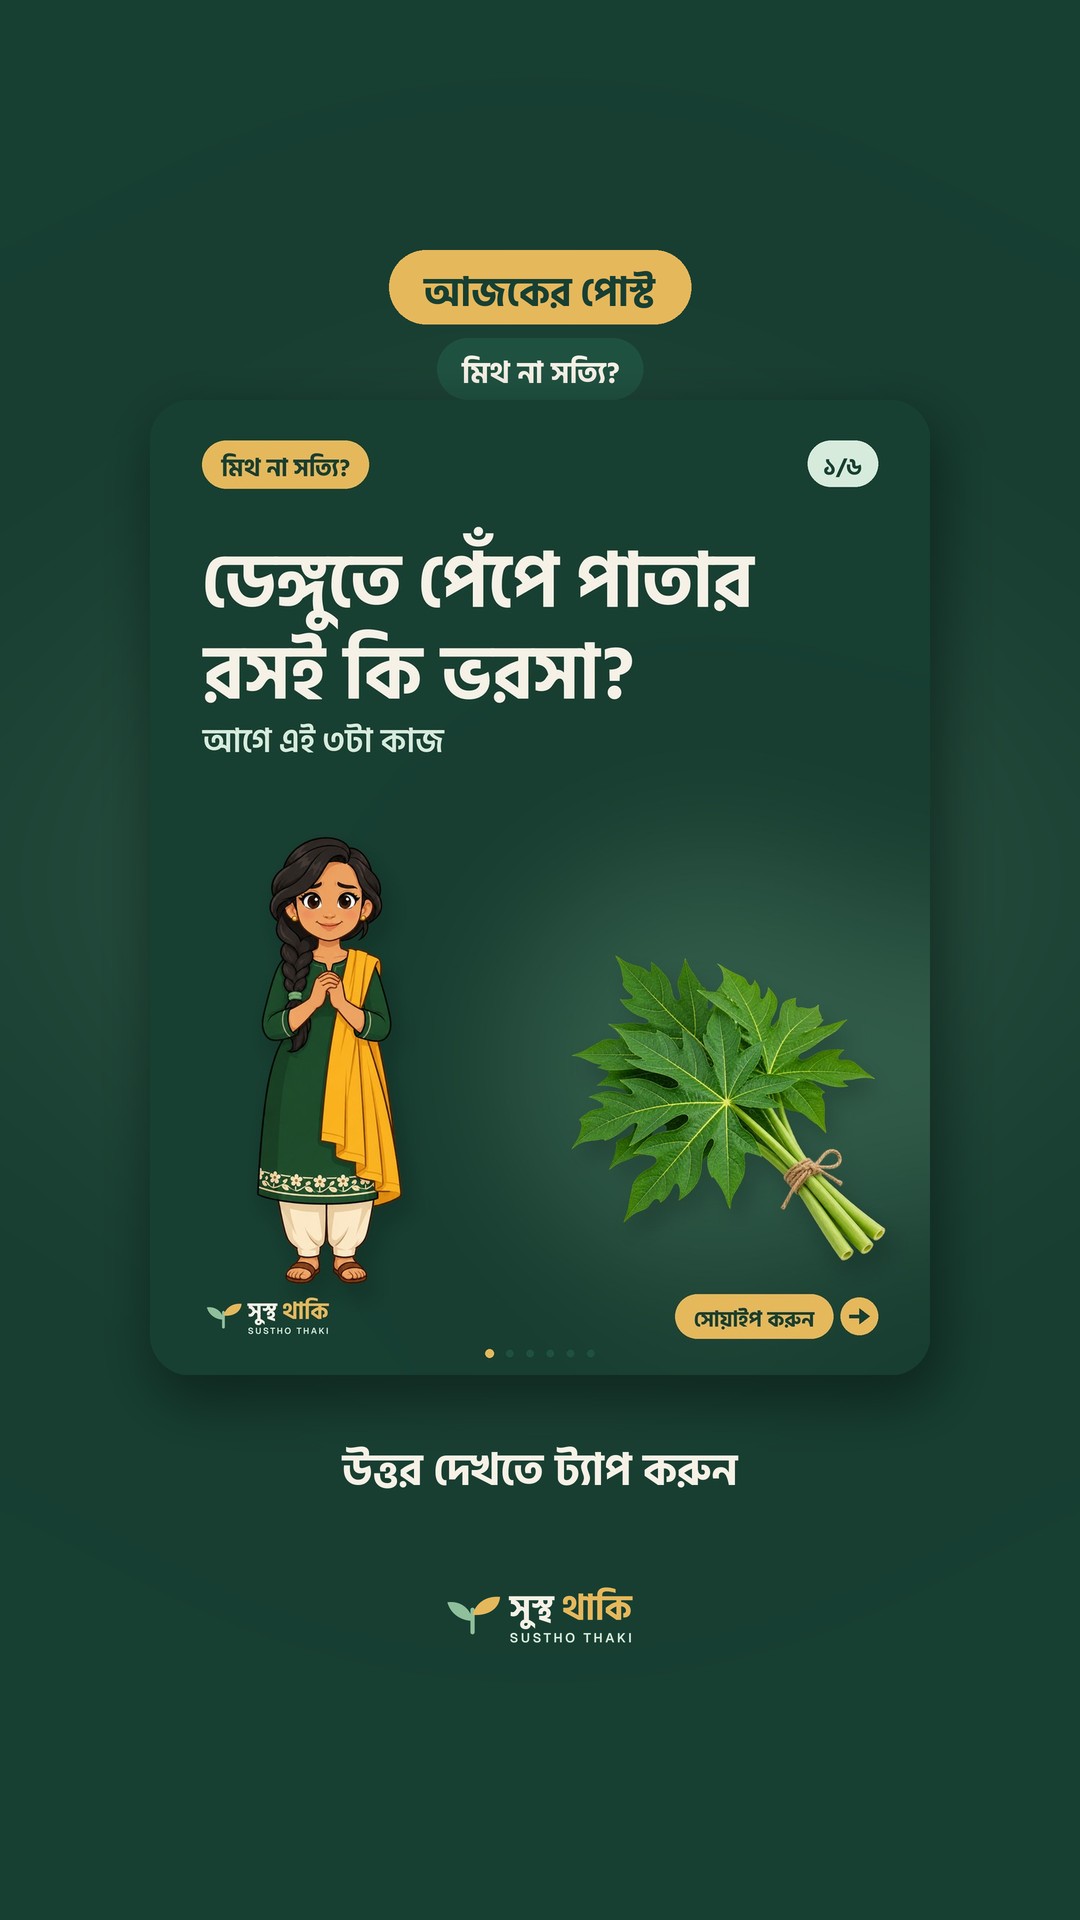 আজকের পোস্ট
মিথ না সত্যি?
মিথ না সত্যি?
১/৬
ডেঙ্গুতে পেঁপে পাতার
রসই কি ভরসা?
আগে এই ৩টা কাজ
সুস্থ থাকি
SUSTHO THAKI
সোয়াইপ করুন
উত্তর দেখতে ট্যাপ করুন
সুস্থ থাকি
SUSTHO THAKI